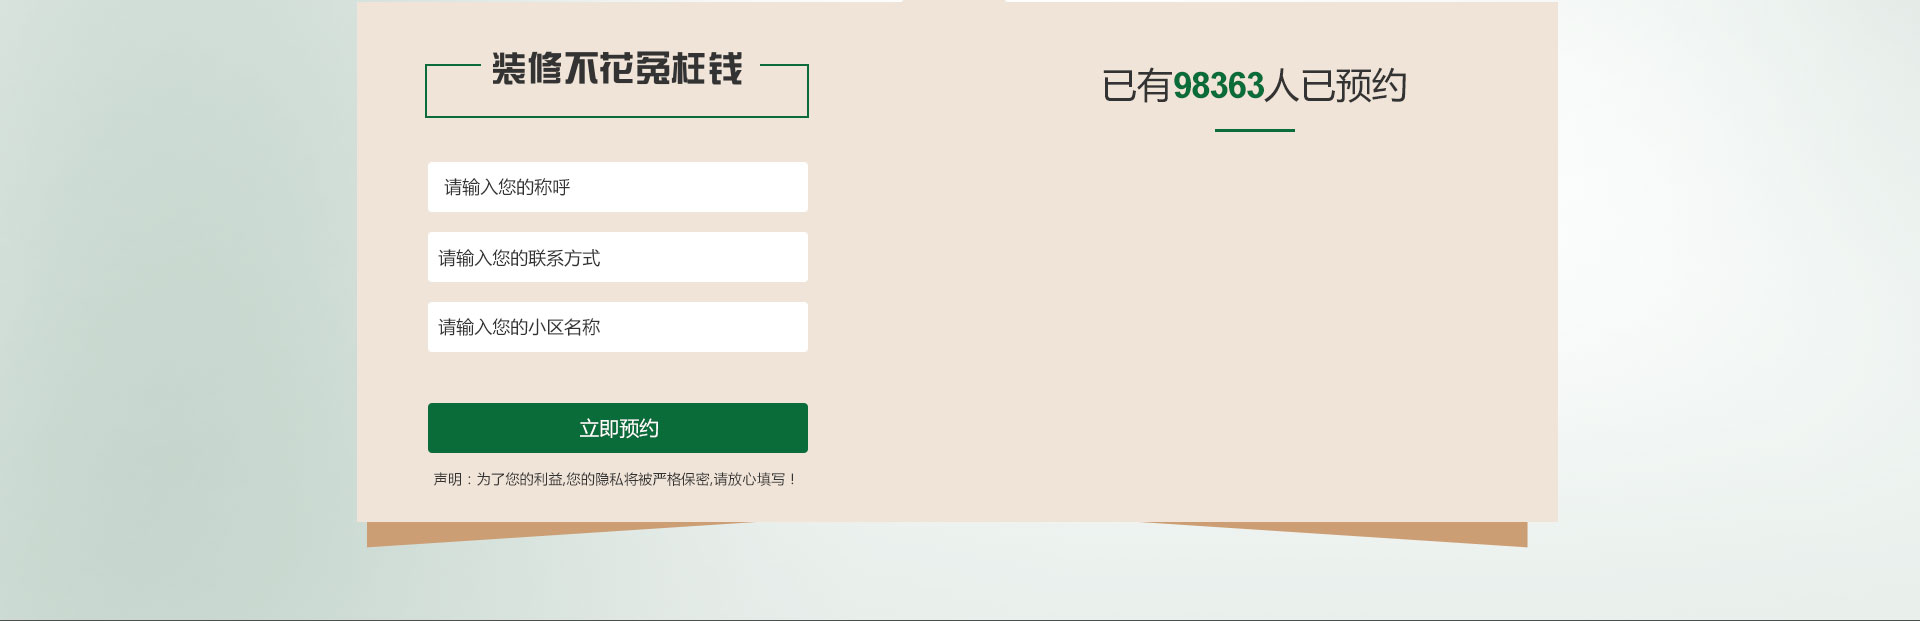 装修不花冤枉钱
请输入您的称呼
请输入您的联系方式
请输入您的小区名称
立即预约
声明：为了您的利益,您的隐私将被严格保密,请放心填写！
已有98363人已预约